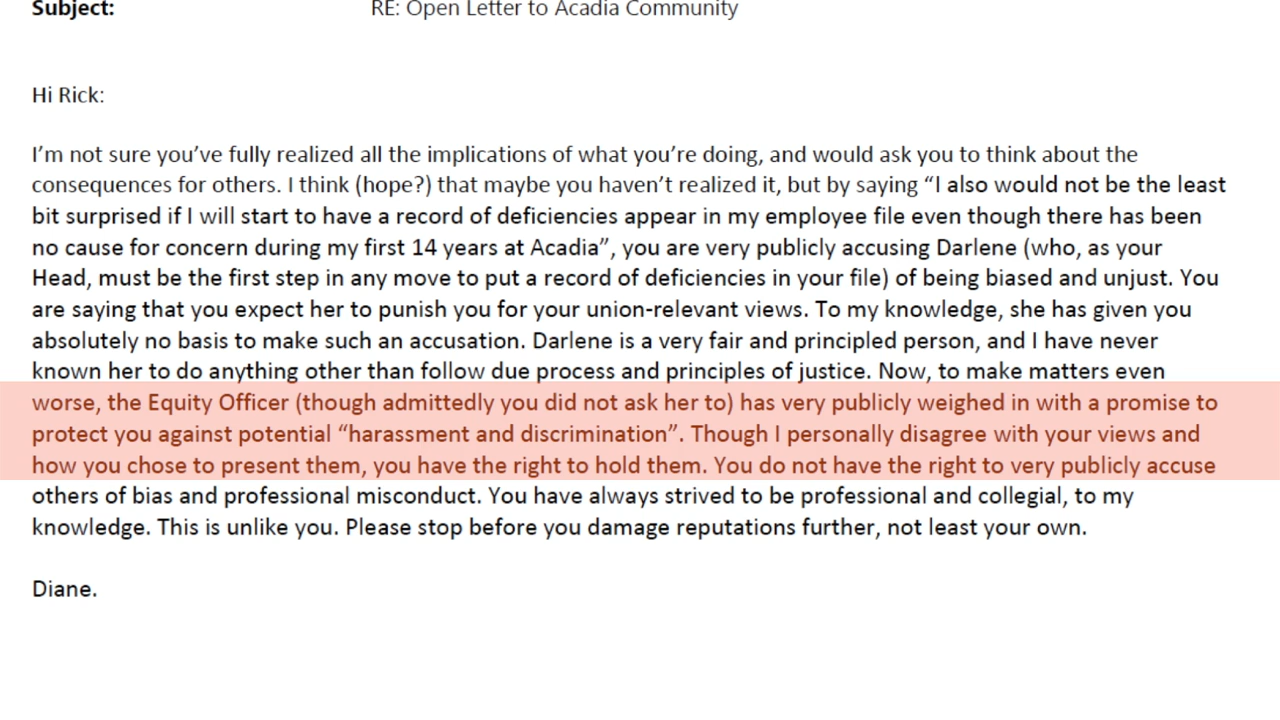 Subject: RE: Open Letter to Acadia Community
Hi Rick:
I’m not sure you’ve fully realized all the implications of what you’re doing, and would ask you to think about the
consequences for others. I think (hope?) that maybe you haven’t realized it, but by saying “I also would not be the least
bit surprised if I will start to have a record of deficiencies appear in my employee file even though there has been
no cause for concern during my first 14 years at Acadia”, you are very publicly accusing Darlene (who, as your
Head, must be the first step in any move to put a record of deficiencies in your file) of being biased and unjust. You
are saying that you expect her to punish you for your union-relevant views. To my knowledge, she has given you
absolutely no basis to make such an accusation. Darlene is a very fair and principled person, and I have never
known her to do anything other than follow due process and principles of justice. Now, to make matters even
worse, the Equity Officer (though admittedly you did not ask her to) has very publicly weighed in with a promise to
protect you against potential “harassment and discrimination”. Though I personally disagree with your views and
how you chose to present them, you have the right to hold them. You do not have the right to very publicly accuse
others of bias and professional misconduct. You have always strived to be professional and collegial, to my
knowledge. This is unlike you. Please stop before you damage reputations further, not least your own.
Diane.